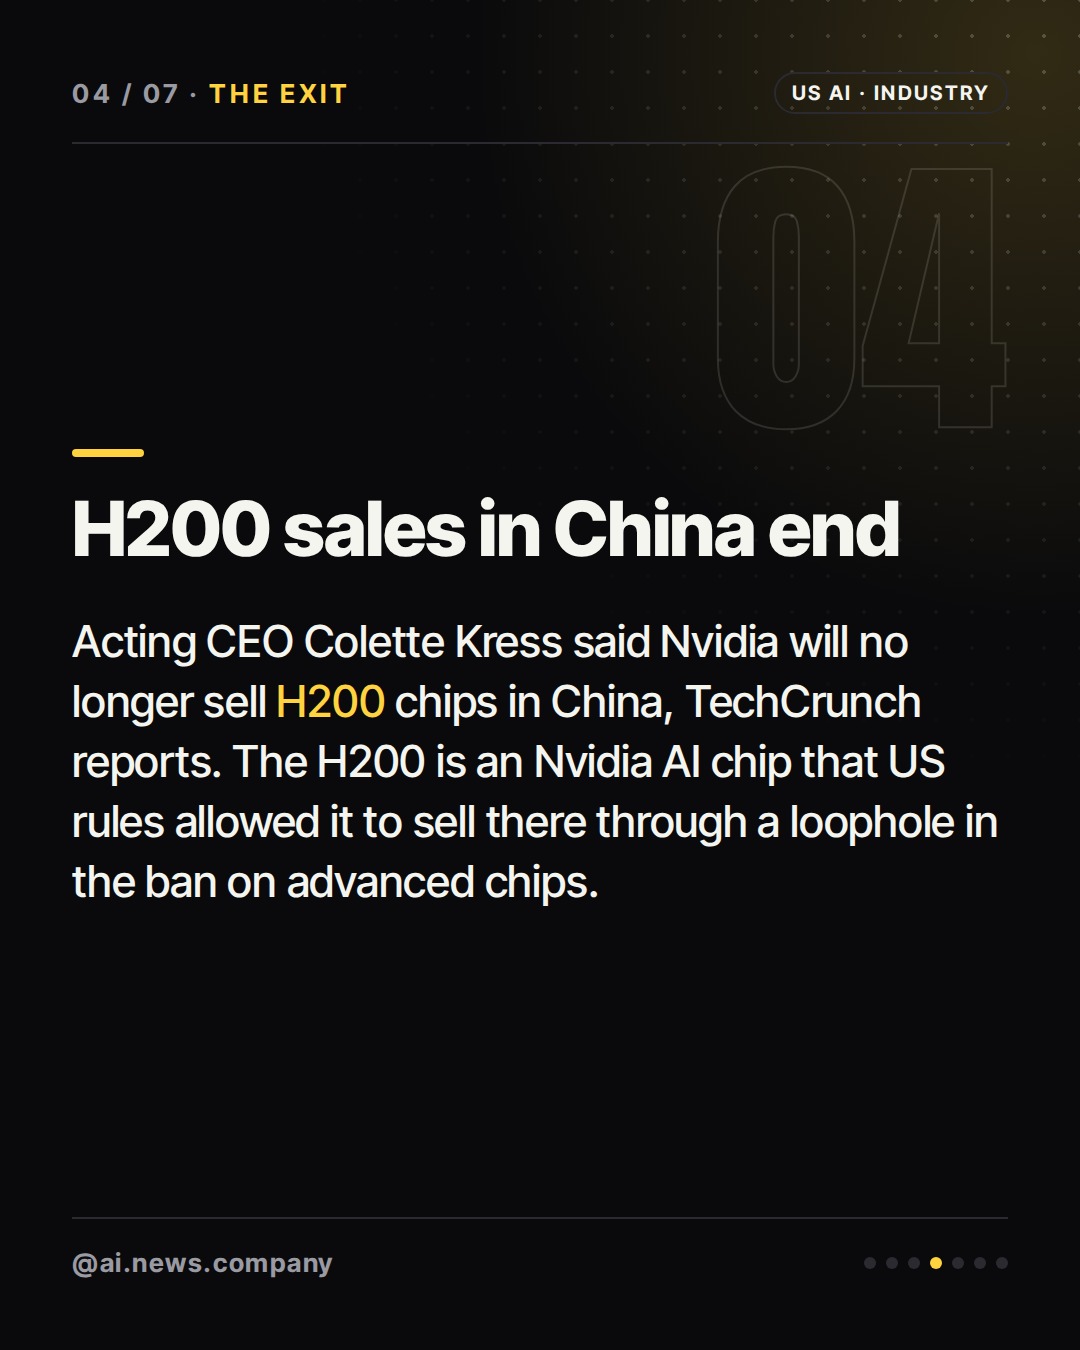 04 / 07 · THE EXIT
US AI · INDUSTRY
04
H200 sales in China end
Acting CEO Colette Kress said Nvidia will no
longer sell H200 chips in China, TechCrunch
reports. The H200 is an Nvidia AI chip that US
rules allowed it to sell there through a loophole in
the ban on advanced chips.
@ai.news.company